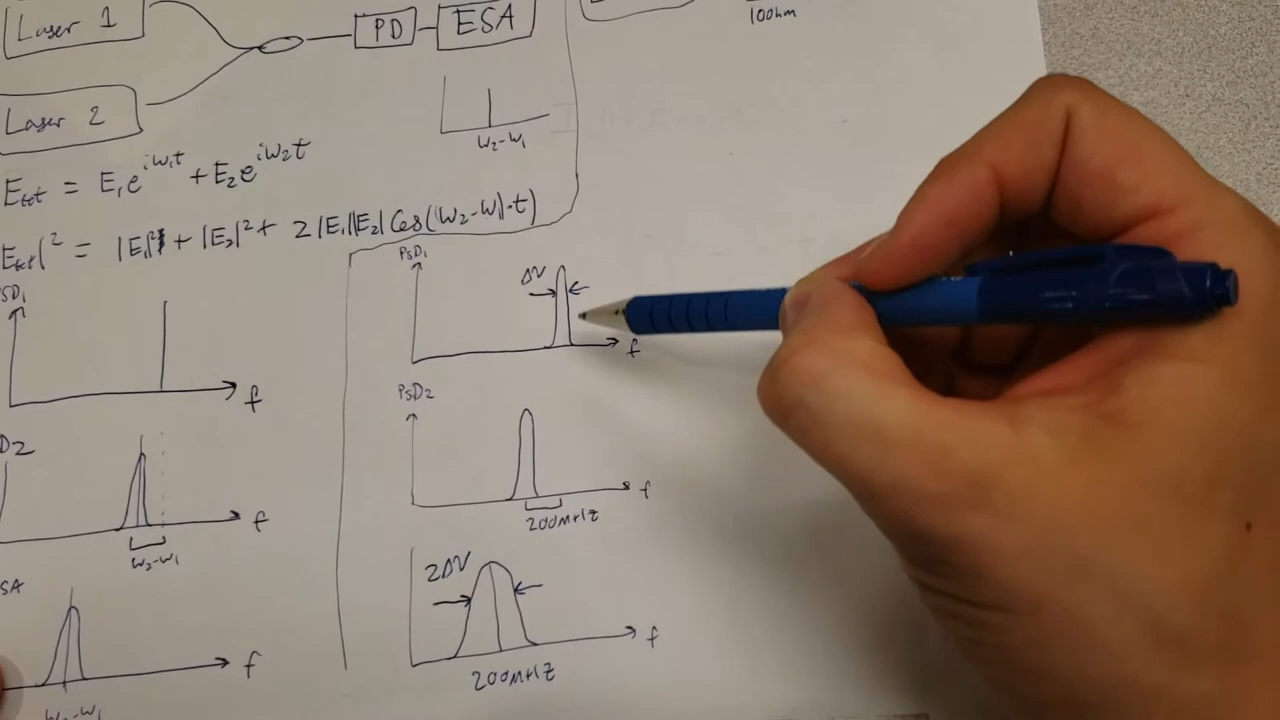 Laser 1
PD
ESA
100hm
Laser 2
W2-W1
Etot = E1e^iW1t + E2e^iW2t
Etot|² = |E1|² + |E2|² + 2|E1||E2| Cos(W2-W1)·t)
PSD1
ΔV
f
SD1
f
PSD2
f
200MHZ
D2
f
W2-W1
2ΔV
f
200MHZ
SA
f
W2-W1